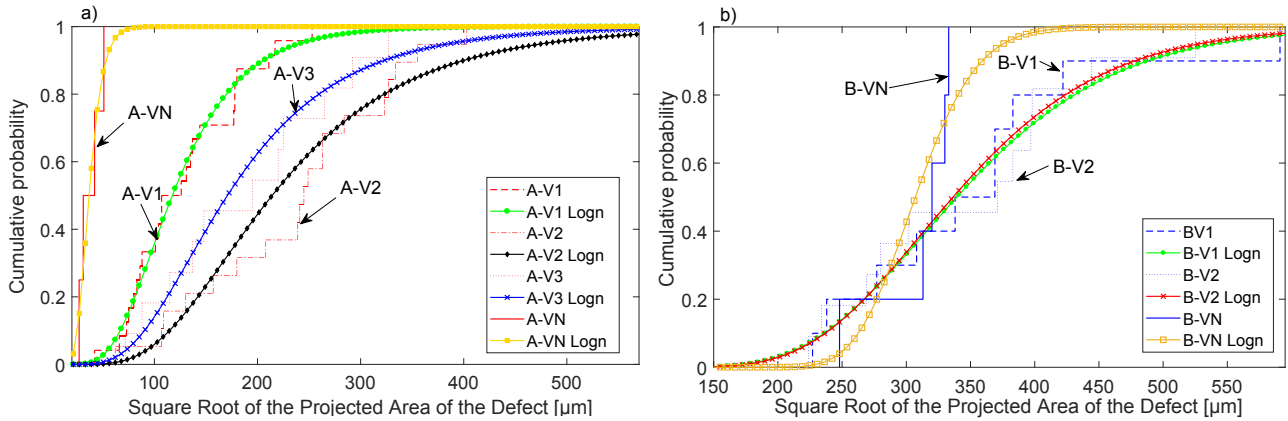 a)
Cumulative probability
1
0.8
0.6
0.4
0.2
0
A-VN
A-V3
A-V1
A-V2
A-V1
A-V1 Logn
A-V2
A-V2 Logn
A-V3
A-V3 Logn
A-VN
A-VN Logn
100 200 300 400 500
Square Root of the Projected Area of the Defect [µm]
b)
Cumulative probability
1
0.8
0.6
0.4
0.2
0
B-V1
B-VN
B-V2
BV1
B-V1 Logn
B-V2
B-V2 Logn
B-VN
B-VN Logn
150 200 250 300 350 400 450 500 550
Square Root of the Projected Area of the Defect [µm]